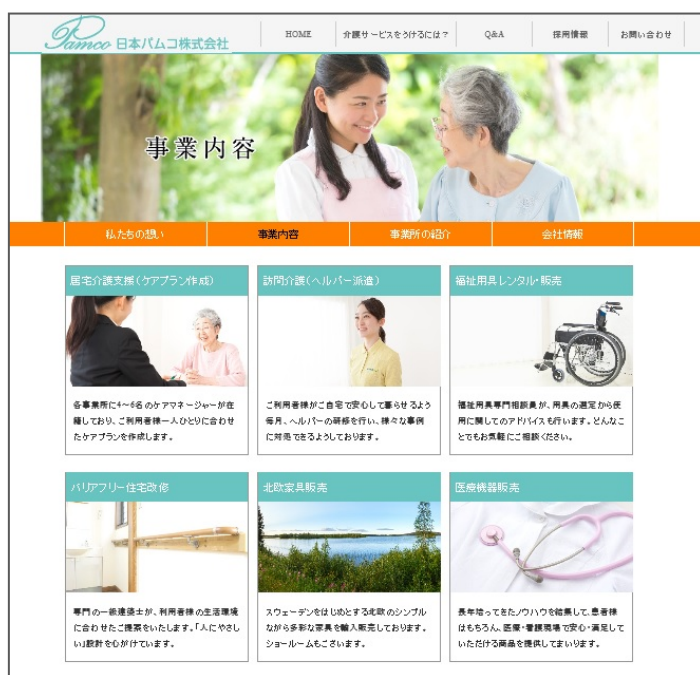 Pamco 日本パムコ株式会社
HOME
介護サービスをうけるには？
Q&A
採用情報
お問い合わせ
事業内容
私たちの想い
事業内容
事業所の紹介
会社情報
居宅介護支援(ケアプラン作成)
訪問介護(ヘルパー派遣)
福祉用具レンタル・販売
各事業所に4〜6名のケアマネージャーが在
籍しており、ご利用者様一人ひとりに合わせ
たケアプランを作成します。
ご利用者様がご自宅で安心して暮らせるよう
毎月、ヘルパーの研修を行い、様々な事例
に対処できるようしております。
福祉用具専門相談員が、用具の選定から使
用に関してのアドバイスも行います。どんなこ
とでもお気軽にご相談ください。
バリアフリー住宅改修
北欧家具販売
医療機器販売
専門の一級建築士が、利用者様の生活環境
に合わせたご提案をいたします。「人にやさし
い」設計を心がけています。
スウェーデンをはじめとする北欧のシンプル
ながら多彩な家具を輸入販売しております。
ショールームもございます。
長年培ってきたノウハウを結集して、患者様
はもちろん、医療・看護現場で安心・満足して
いただける商品を提供してまいります。